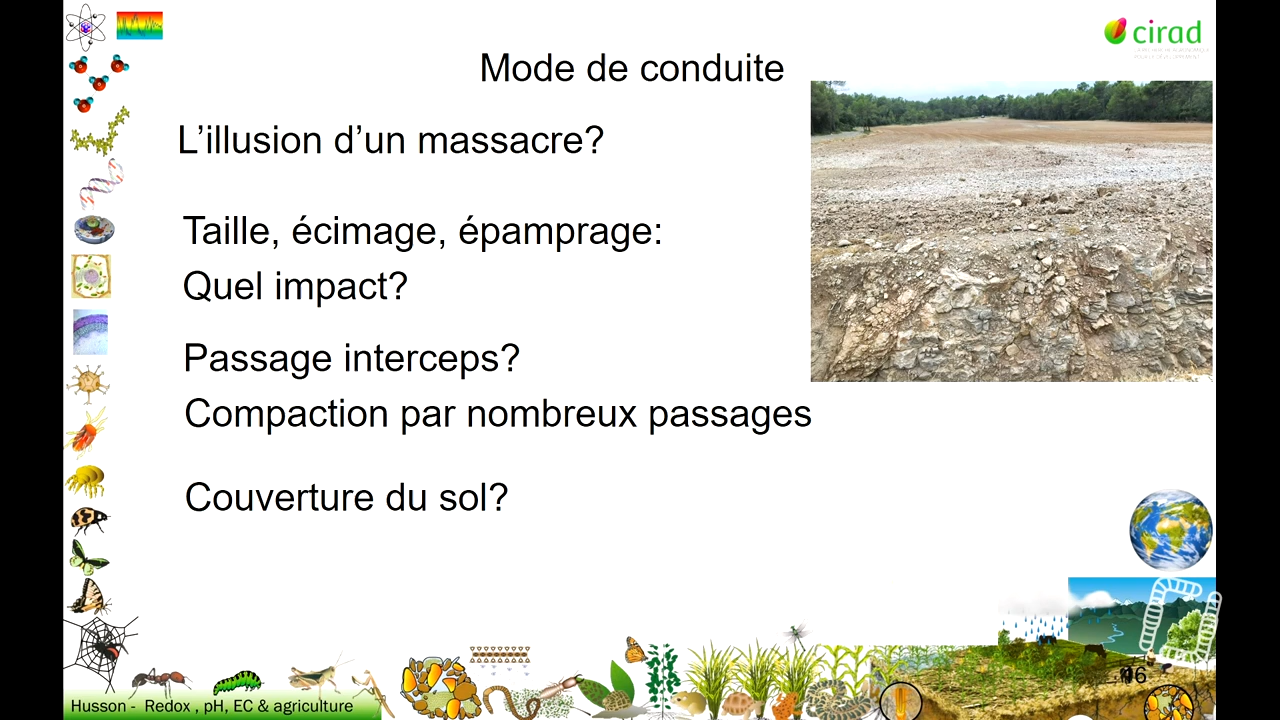 cirad
Mode de conduite
L’illusion d’un massacre?
Taille, écimage, épamprage:
Quel impact?
Passage interceps?
Compaction par nombreux passages
Couverture du sol?
Husson - Redox , pH, EC & agriculture